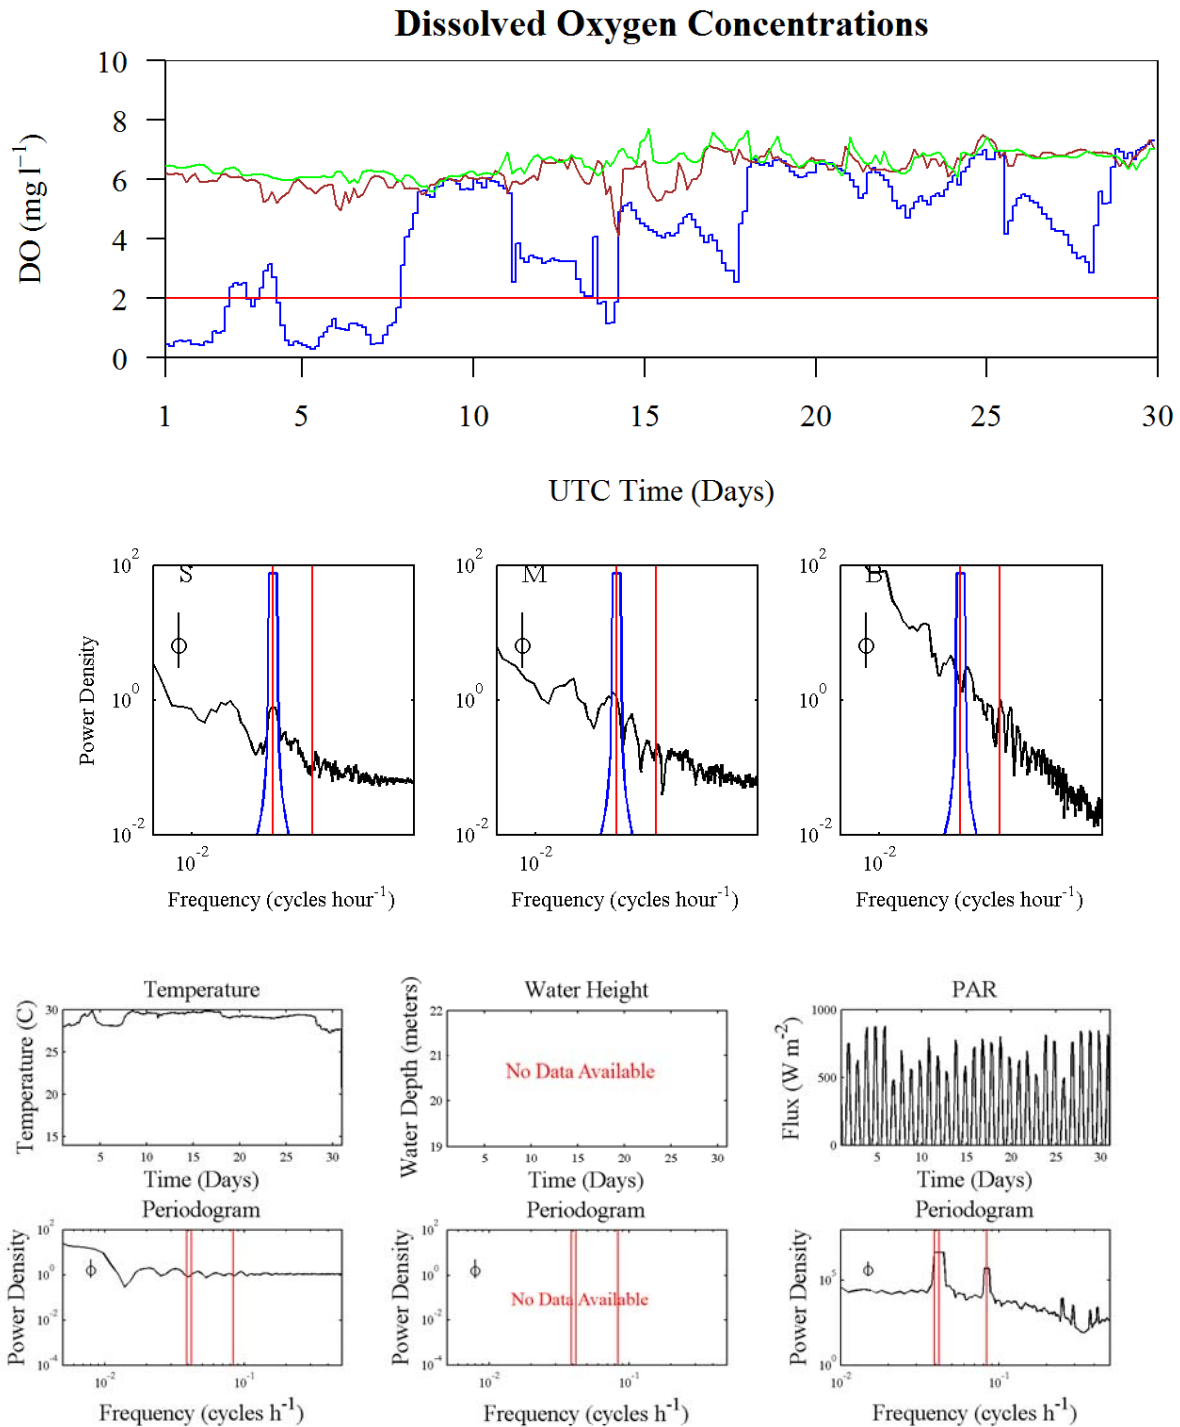 Dissolved Oxygen Concentrations
DO (mg l⁻¹)
10
8
6
4
2
0
1 5 10 15 20 25 30
UTC Time (Days)
Power Density
10² 10² 10²
S M B
10⁰ 10⁰ 10⁰
10⁻² 10⁻² 10⁻²
10⁻² 10⁻² 10⁻²
Frequency (cycles hour⁻¹) Frequency (cycles hour⁻¹) Frequency (cycles hour⁻¹)
Temperature
Temperature (C)
30
25
20
15
5 10 15 20 25 30
Time (Days)
Water Height
Water Depth (meters)
22
21
20
19
No Data Available
5 10 15 20 25 30
Time (Days)
PAR
Flux (W m⁻²)
1000
500
0
5 10 15 20 25 30
Time (Days)
Periodogram
Power Density
10²
10⁰
10⁻²
10⁻⁴
ϕ
10⁻² 10⁻¹
Frequency (cycles h⁻¹)
Periodogram
Power Density
10²
10⁰
10⁻²
10⁻⁴
ϕ
No Data Available
10⁻² 10⁻¹
Frequency (cycles h⁻¹)
Periodogram
Power Density
10⁵
10⁰
ϕ
10⁻² 10⁻¹
Frequency (cycles h⁻¹)